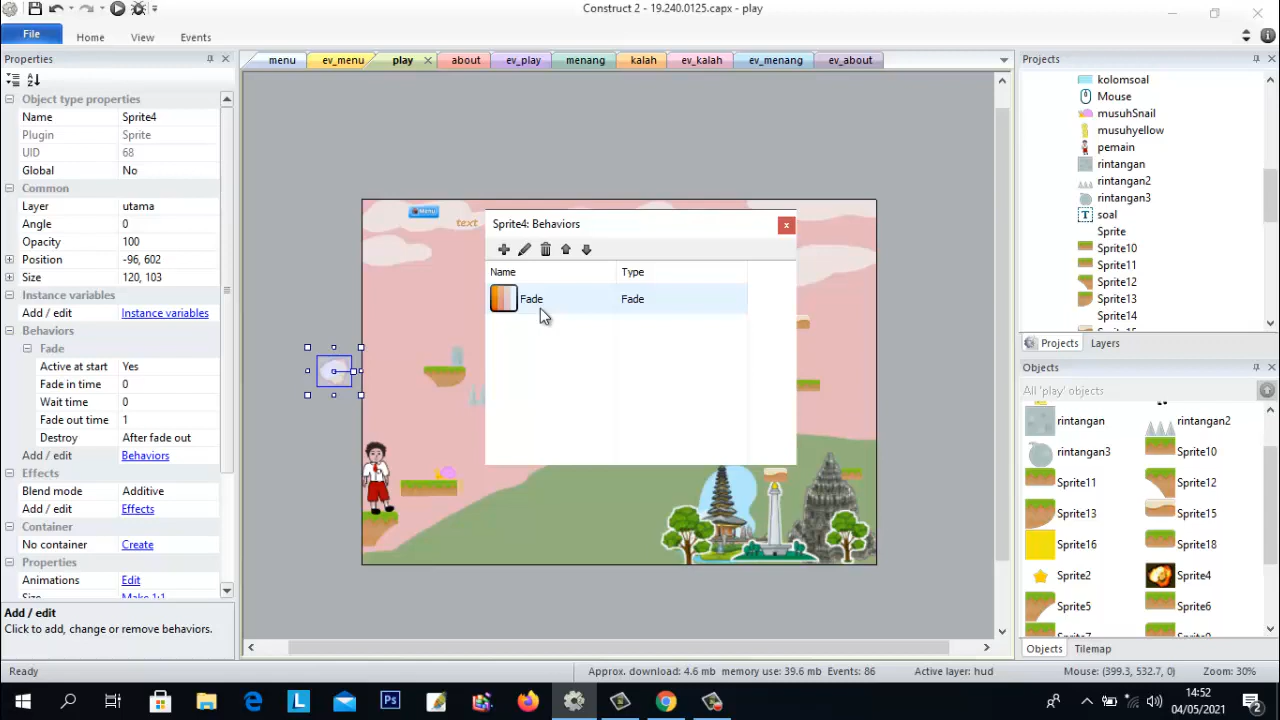 Construct 2 - 19.240.0125.capx - play
File
Home
View
Events
Properties
menu
ev_menu
play
about
ev_play
menang
kalah
ev_kalah
ev_menang
ev_about
Projects
Object type properties
Name Sprite4
Plugin Sprite
UID 68
Global No
Common
Layer utama
Angle 0
Opacity 100
Position -96, 602
Size 120, 103
Instance variables
Add / edit Instance variables
Behaviors
Fade
Active at start Yes
Fade in time 0
Wait time 0
Fade out time 1
Destroy After fade out
Add / edit Behaviors
Effects
Blend mode Additive
Add / edit Effects
Container
No container Create
Properties
Animations Edit
Size Make 1:1
Add / edit
Click to add, change or remove behaviors.
Menu
text
Sprite4: Behaviors
x
Name Type
Fade Fade
kolomsoal
Mouse
musuhSnail
musuhyellow
pemain
rintangan
rintangan2
rintangan3
T soal
Sprite
Sprite10
Sprite11
Sprite12
Sprite13
Sprite14
Projects Layers
Objects
All 'play' objects
rintangan rintangan2
rintangan3 Sprite10
Sprite11 Sprite12
Sprite13 Sprite15
Sprite16 Sprite18
Sprite2 Sprite4
Sprite5 Sprite6
Objects Tilemap
Ready
Approx. download: 4.6 mb memory use: 39.6 mb Events: 86
Active layer: hud
Mouse: (399.3, 532.7, 0)
Zoom: 30%
L
Ps
14:52
04/05/2021
2